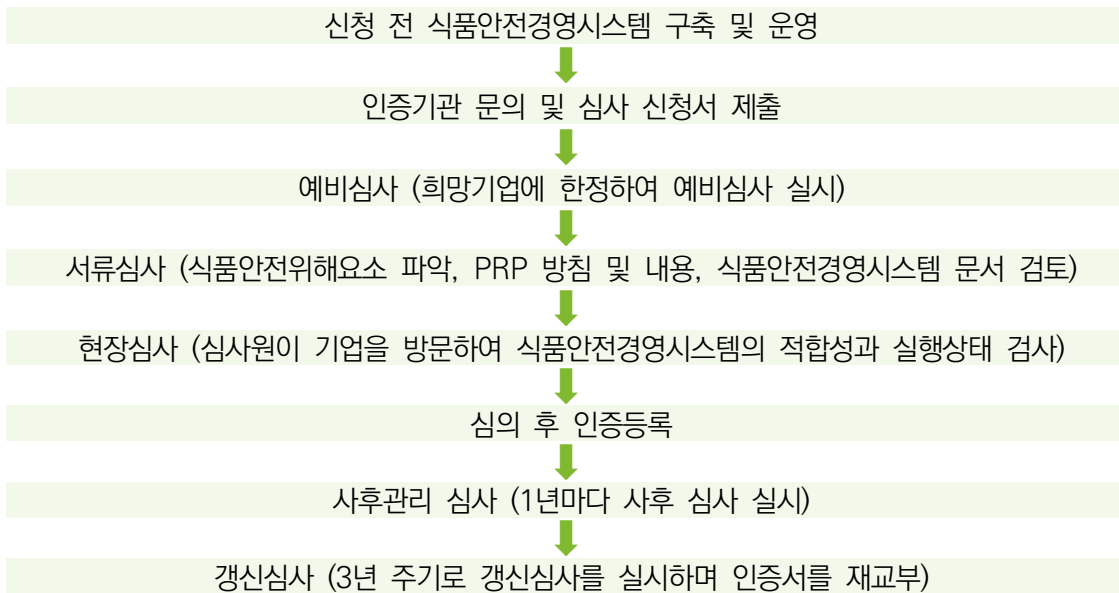 신청 전 식품안전경영시스템 구축 및 운영
인증기관 문의 및 심사 신청서 제출
예비심사 (희망기업에 한정하여 예비심사 실시)
서류심사 (식품안전위해요소 파악, PRP 방침 및 내용, 식품안전경영시스템 문서 검토)
현장심사 (심사원이 기업을 방문하여 식품안전경영시스템의 적합성과 실행상태 검사)
심의 후 인증등록
사후관리 심사 (1년마다 사후 심사 실시)
갱신심사 (3년 주기로 갱신심사를 실시하며 인증서를 재교부)